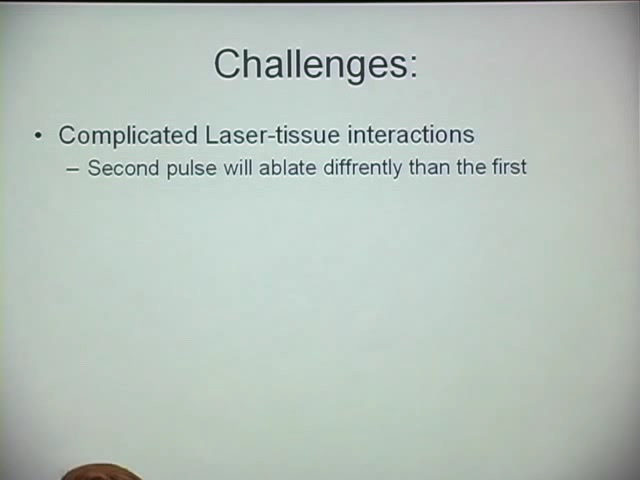 Challenges:
• Complicated Laser-tissue interactions
– Second pulse will ablate diffrently than the first